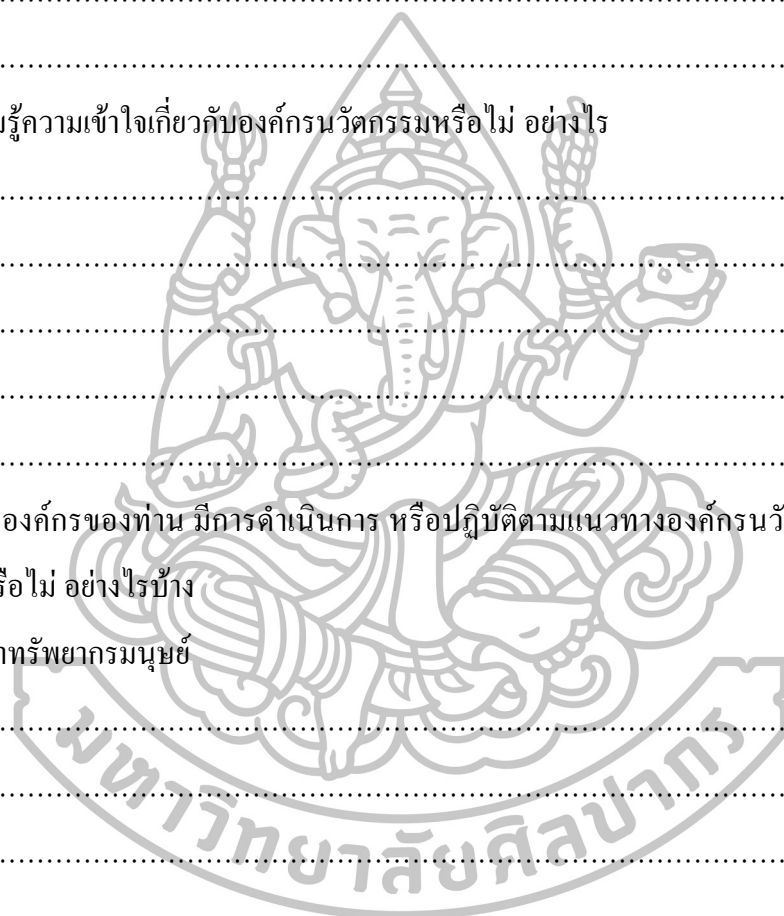 รู้ความเข้าใจเกี่ยวกับองค์กรนวัตกรรมหรือไม่ อย่างไร
องค์กรของท่าน มีการดำเนินการ หรือปฏิบัติตามแนวทางองค์กรนวั
รือไม่ อย่างไรบ้าง
าทรัพยากรมนุษย์
มหาวิทยาลัยศิลปากร